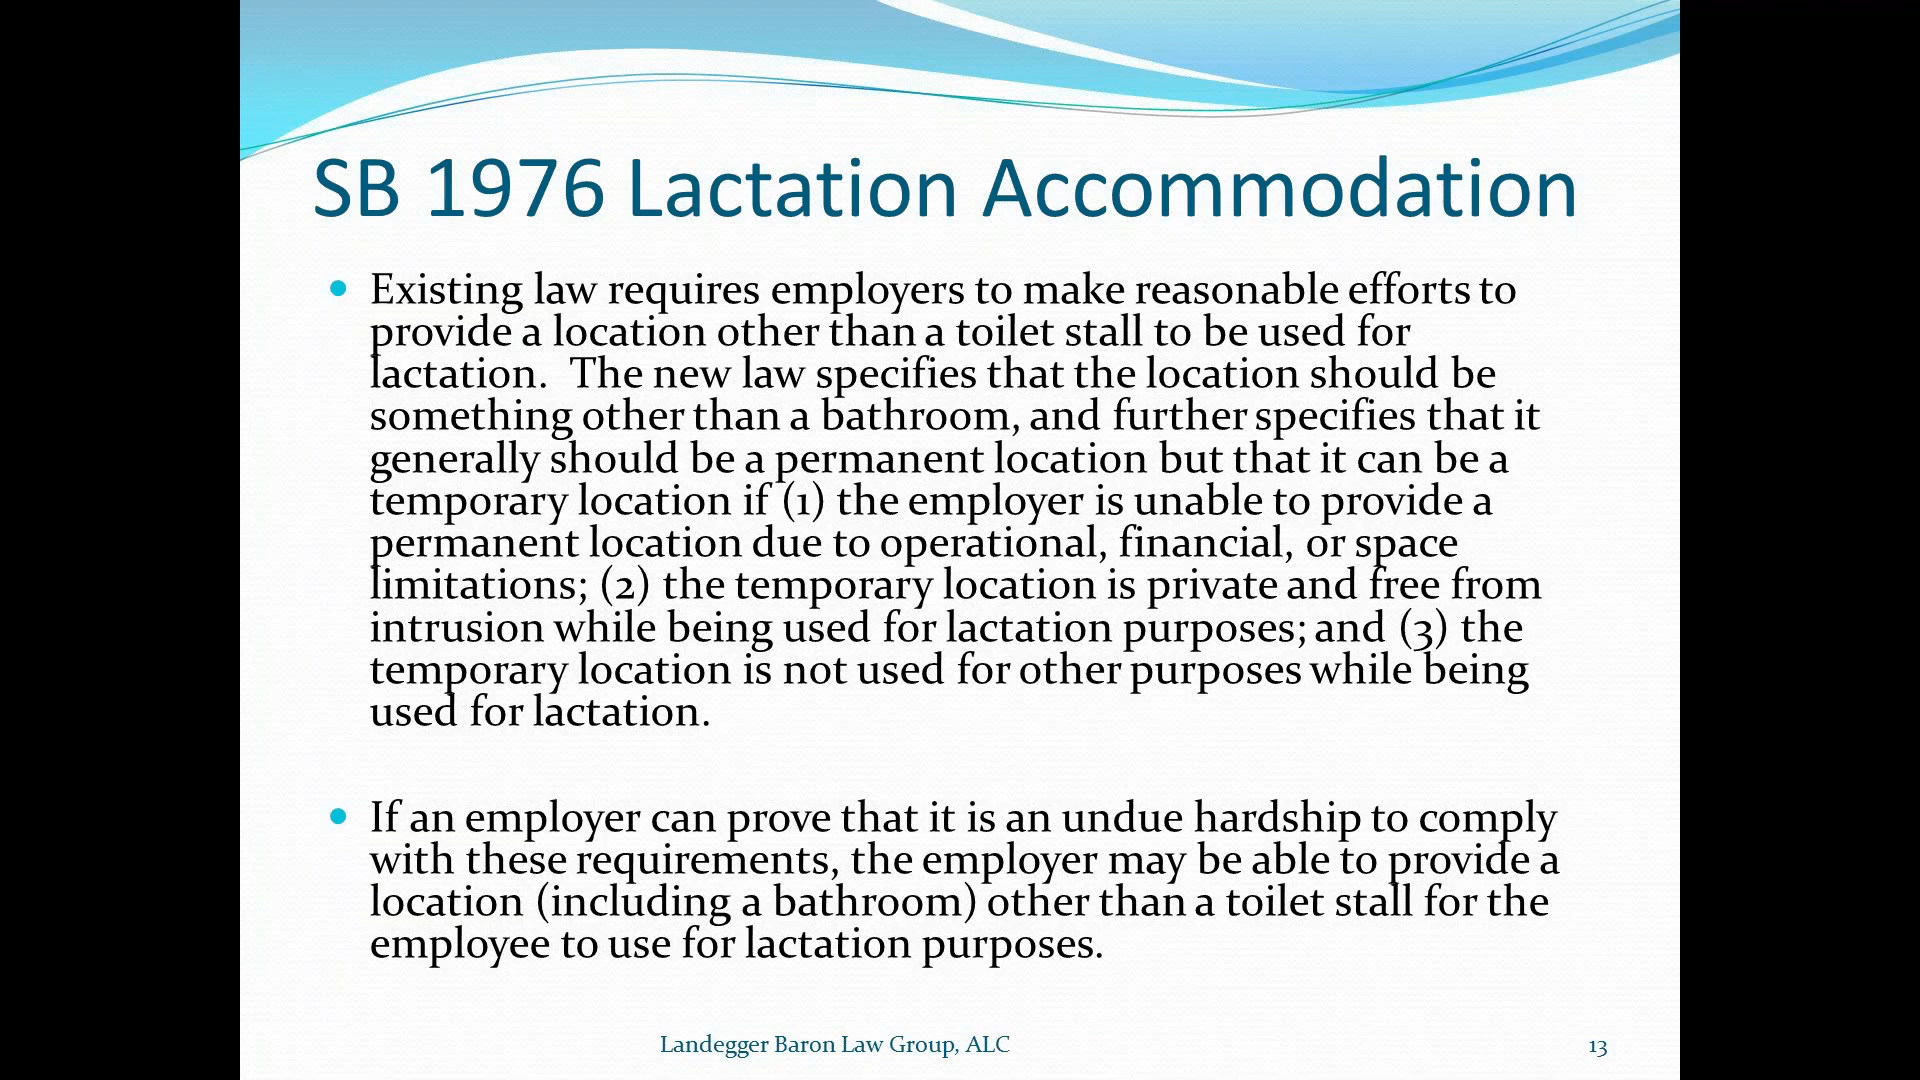 SB 1976 Lactation Accommodation
• Existing law requires employers to make reasonable efforts to
provide a location other than a toilet stall to be used for
lactation.  The new law specifies that the location should be
something other than a bathroom, and further specifies that it
generally should be a permanent location but that it can be a
temporary location if (1) the employer is unable to provide a
permanent location due to operational, financial, or space
limitations; (2) the temporary location is private and free from
intrusion while being used for lactation purposes; and (3) the
temporary location is not used for other purposes while being
used for lactation.
• If an employer can prove that it is an undue hardship to comply
with these requirements, the employer may be able to provide a
location (including a bathroom) other than a toilet stall for the
employee to use for lactation purposes.
Landegger Baron Law Group, ALC
13